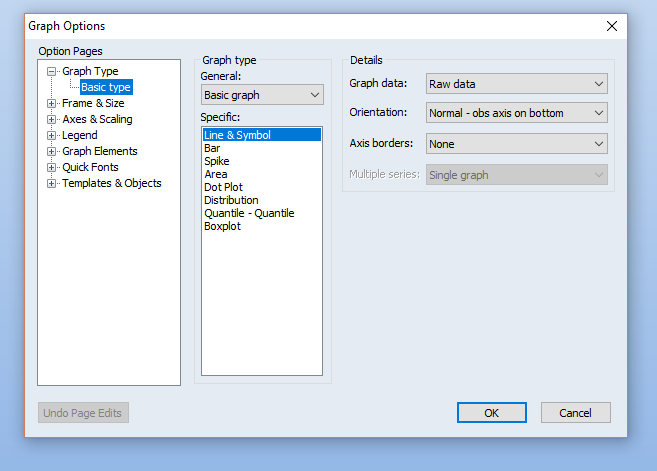 Graph Options
Option Pages
Graph Type
Basic type
Frame & Size
Axes & Scaling
Legend
Graph Elements
Quick Fonts
Templates & Objects
Undo Page Edits
Graph type
General:
Basic graph
Specific:
Line & Symbol
Bar
Spike
Area
Dot Plot
Distribution
Quantile - Quantile
Boxplot
Details
Graph data: Raw data
Orientation: Normal - obs axis on bottom
Axis borders: None
Multiple series: Single graph
OK
Cancel